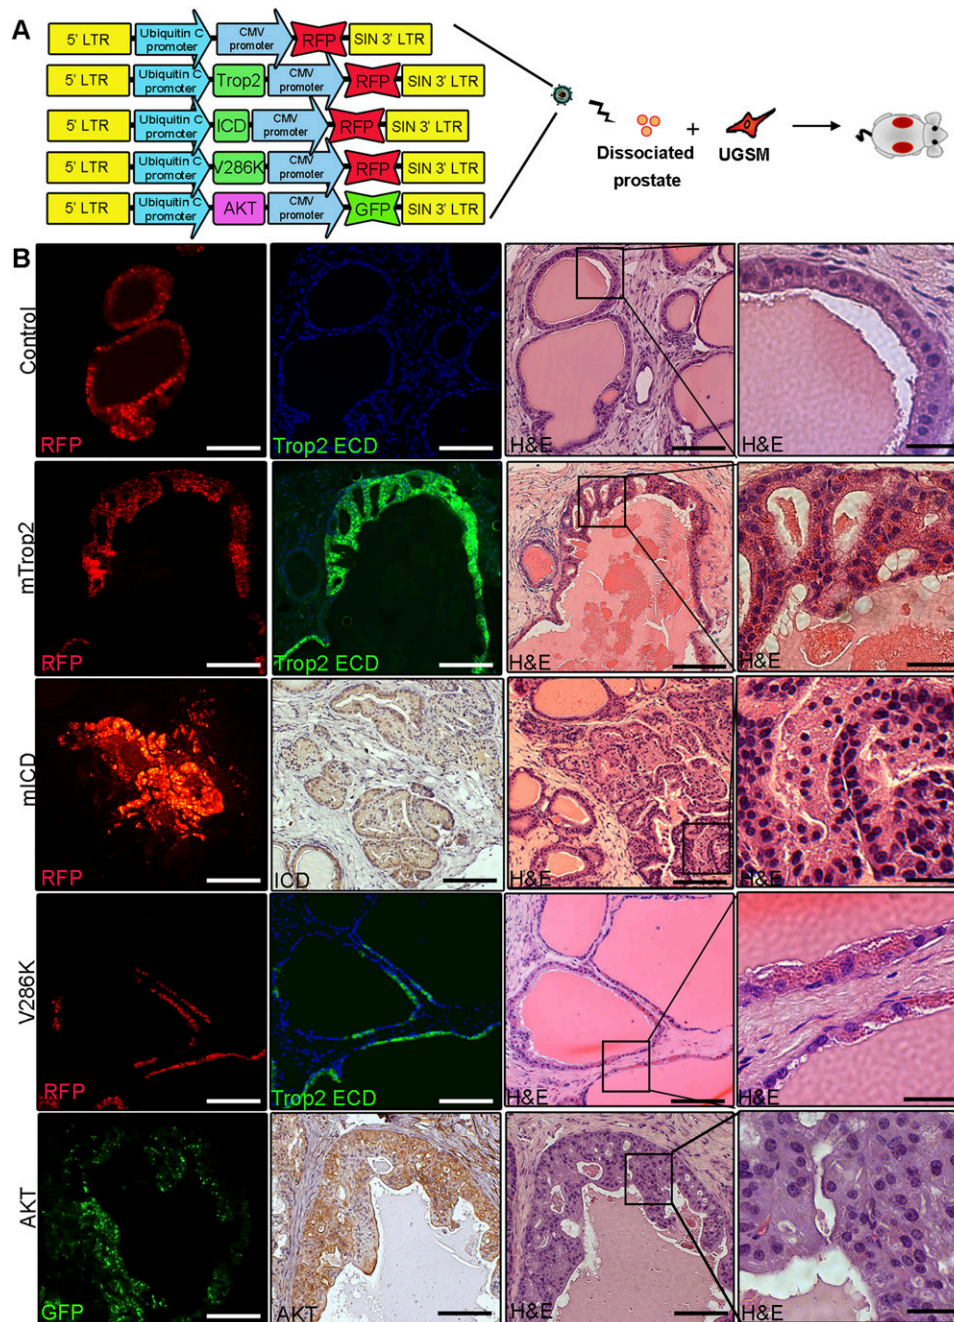 A
5' LTR Ubiquitin C promoter CMV promoter RFP SIN 3' LTR
5' LTR Ubiquitin C promoter Trop2 CMV promoter RFP SIN 3' LTR
5' LTR Ubiquitin C promoter ICD CMV promoter RFP SIN 3' LTR
5' LTR Ubiquitin C promoter V286K CMV promoter RFP SIN 3' LTR
5' LTR Ubiquitin C promoter AKT CMV promoter GFP SIN 3' LTR
Dissociated prostate + UGSM
B
Control RFP Trop2 ECD H&E H&E
mTrop2 RFP Trop2 ECD H&E H&E
mICD RFP ICD H&E H&E
V286K RFP Trop2 ECD H&E H&E
AKT GFP AKT H&E H&E